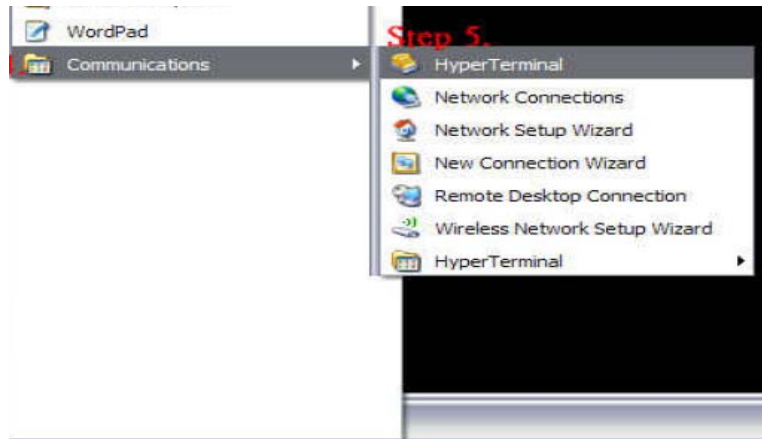 WordPad
Communications
Step 5.
HyperTerminal
Network Connections
Network Setup Wizard
New Connection Wizard
Remote Desktop Connection
Wireless Network Setup Wizard
HyperTerminal